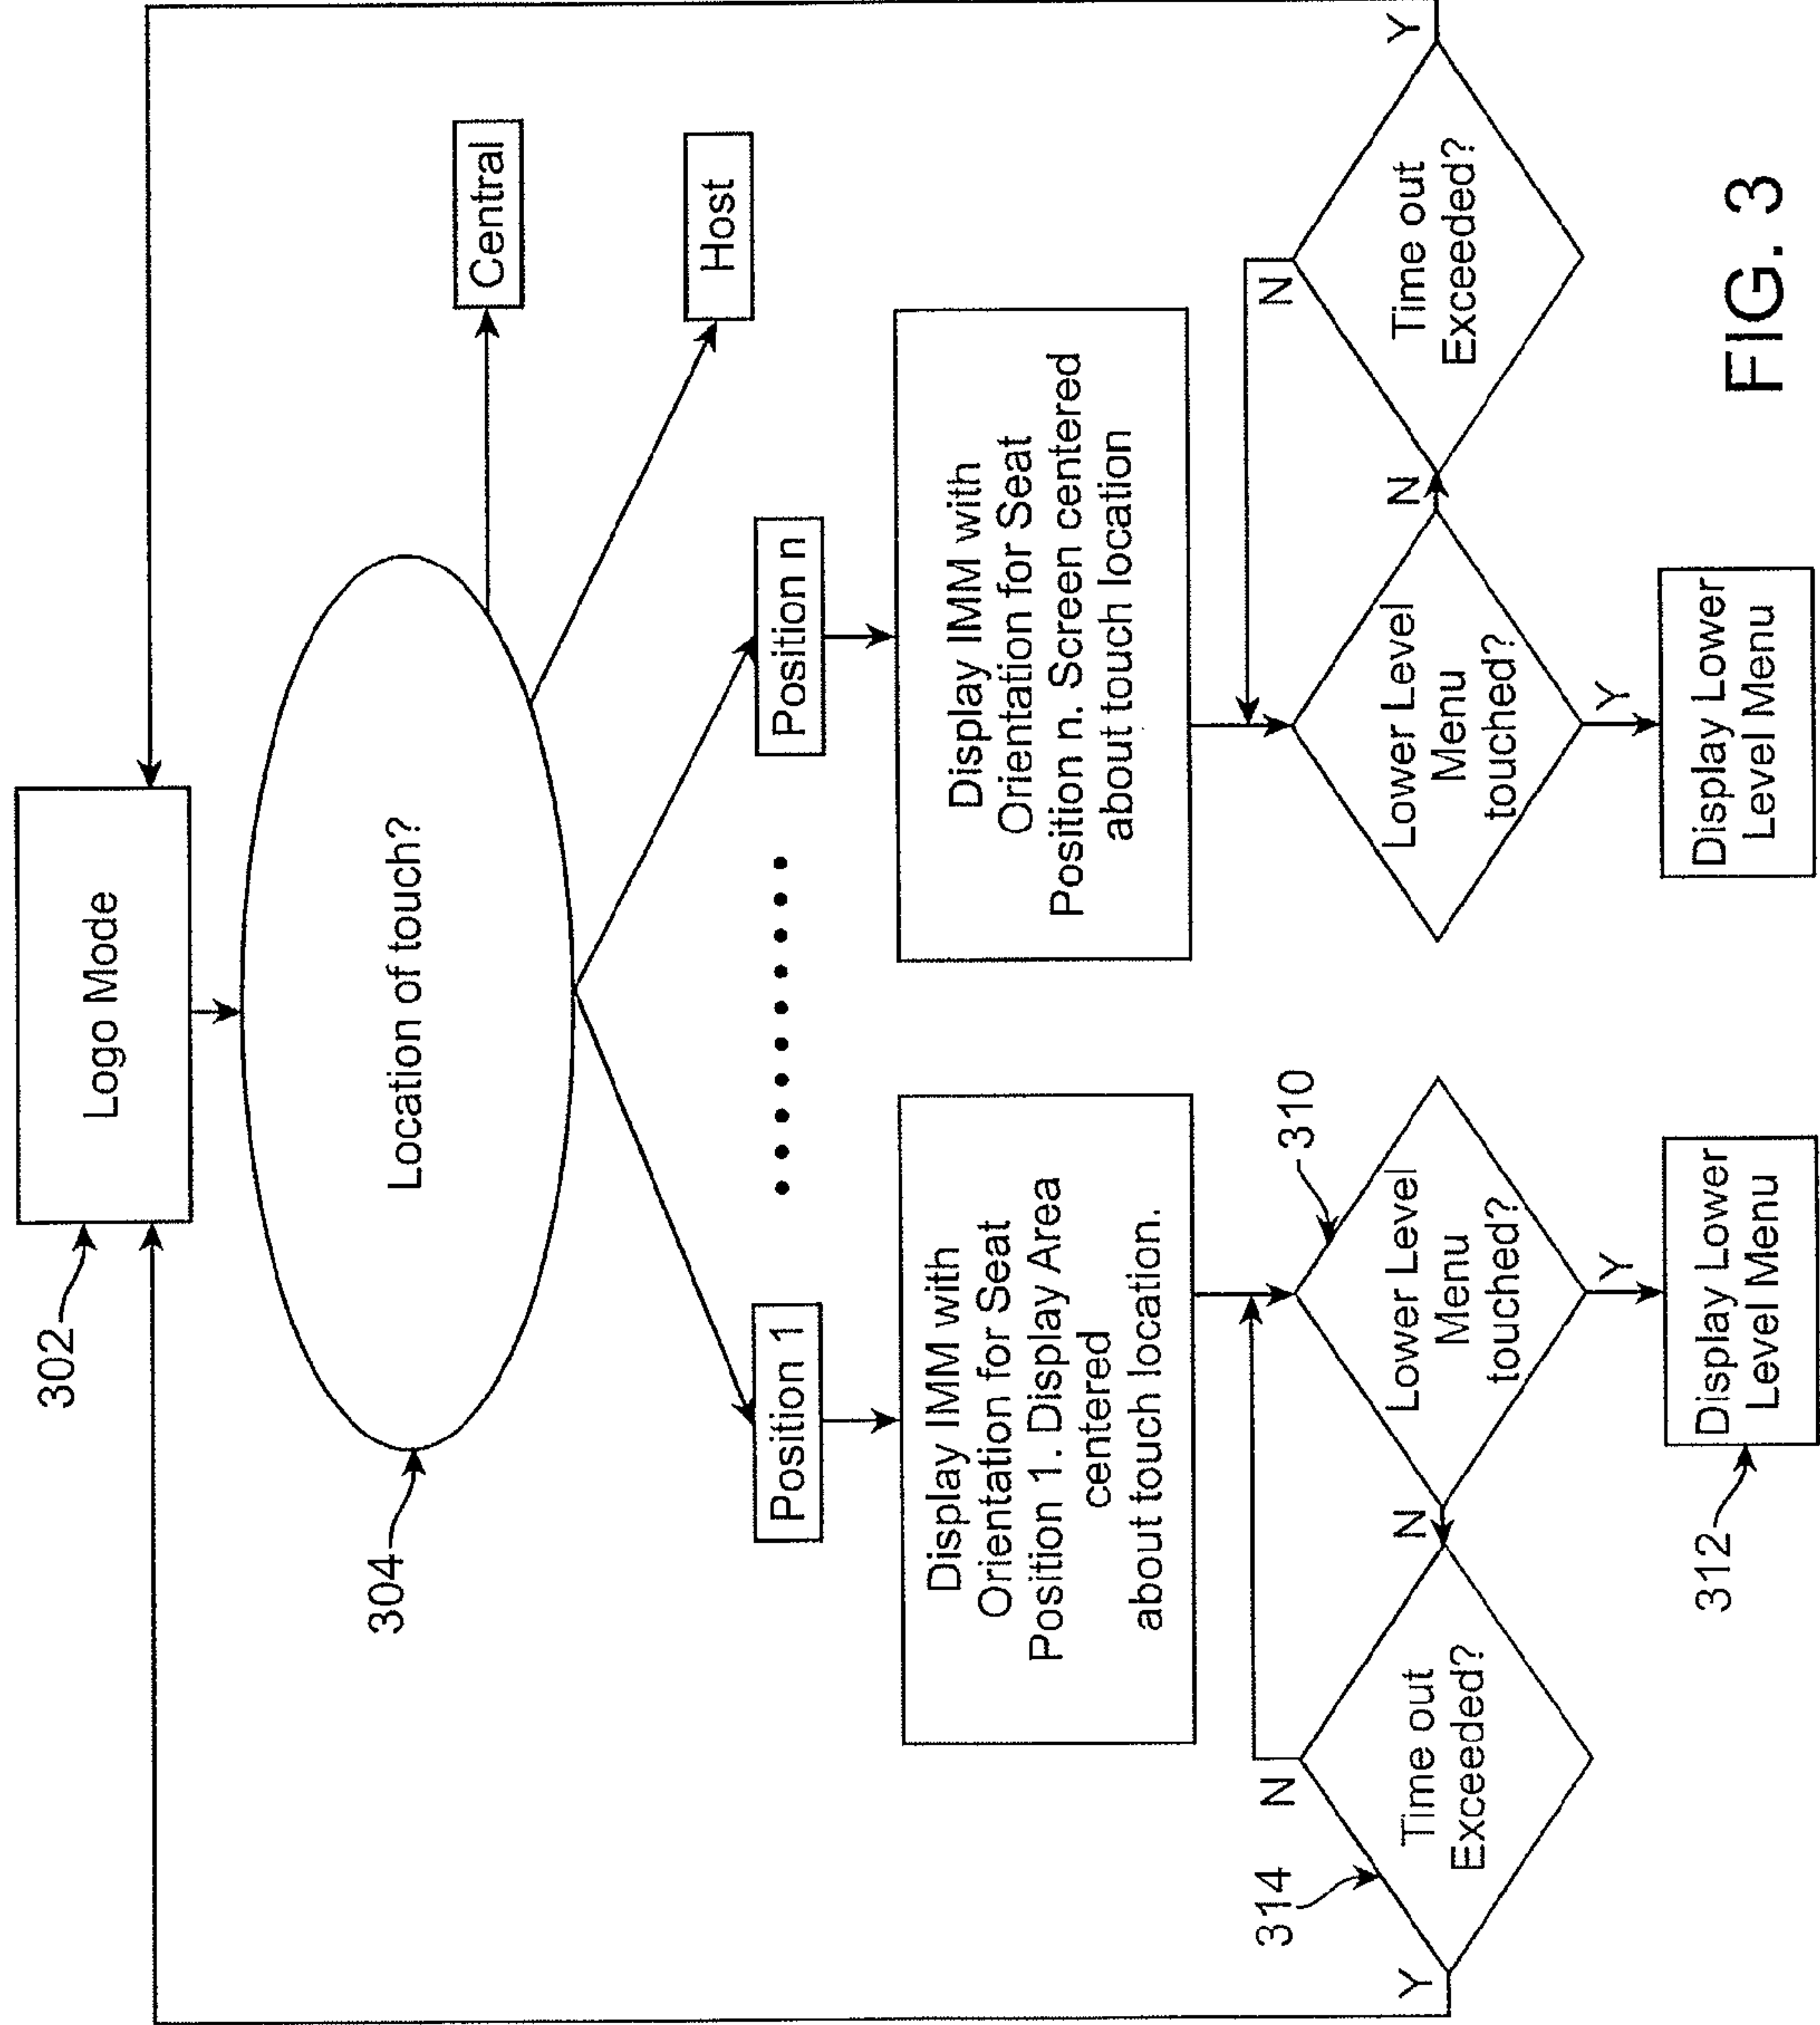 302
Logo Mode
304
Location of touch?
Central
Host
Position 1
Position n
Display IMM with
Orientation for Seat
Position 1. Display Area
centered
about touch location.
Display IMM with
Orientation for Seat
Position n. Screen centered
about touch location
314
Time out
Exceeded?
Y
N
N
310
Lower Level
Menu
touched?
Y
Lower Level
Menu
touched?
Y
N
N
Time out
Exceeded?
Y
312
Display Lower
Level Menu
Display Lower
Level Menu
FIG. 3